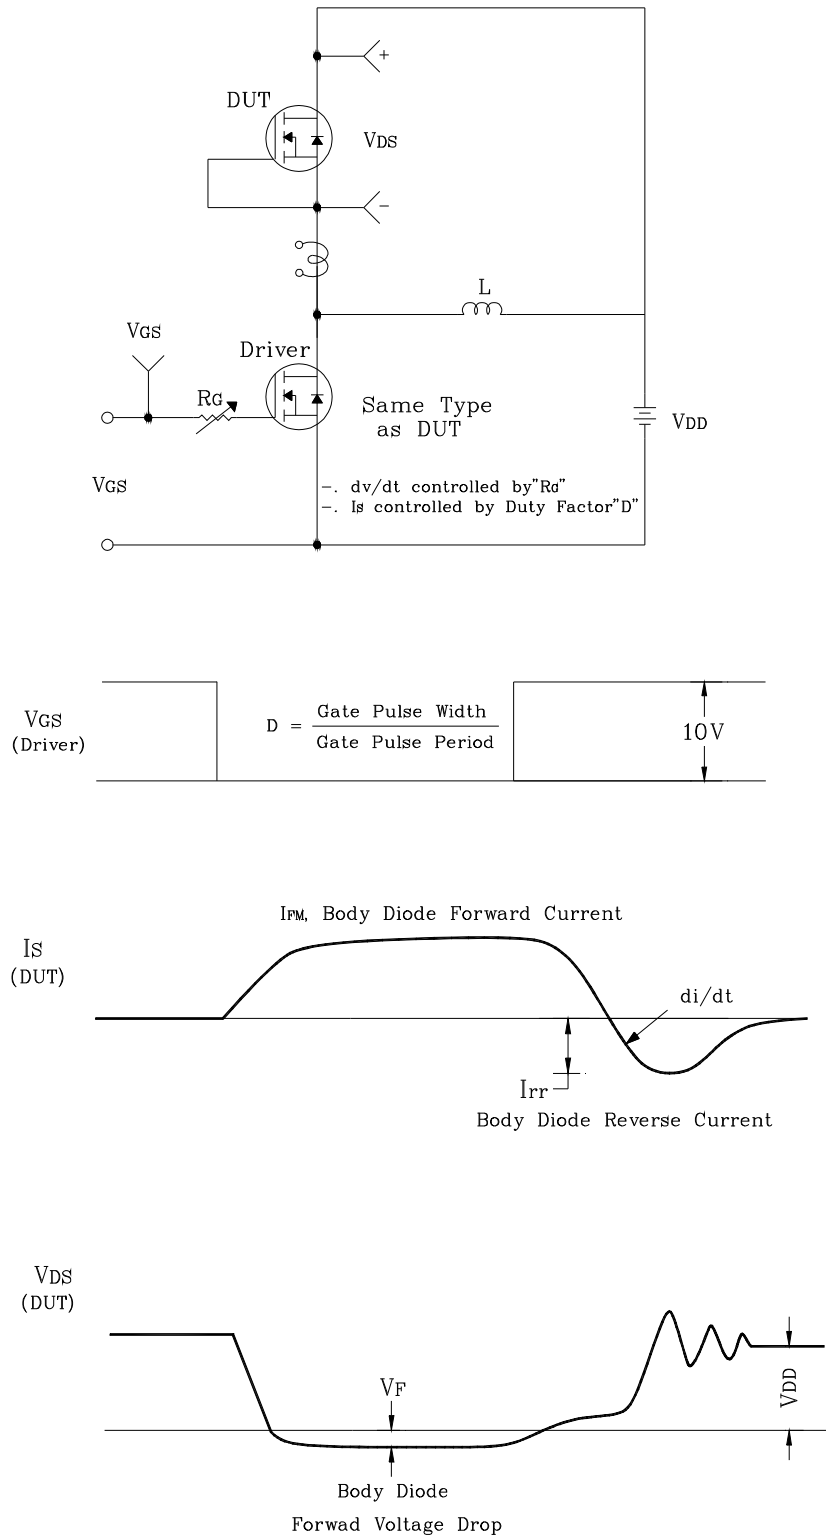 +
DUT
VDS
−
L
VGS
Driver
RG
Same Type
as DUT
VDD
VGS
−. dv/dt controlled by"RG"
−. Is controlled by Duty Factor"D"
VGS
(Driver)
D = Gate Pulse Width
Gate Pulse Period
10V
IFM, Body Diode Forward Current
IS
(DUT)
di/dt
Irr
Body Diode Reverse Current
VDS
(DUT)
VF
VDD
Body Diode
Forwad Voltage Drop